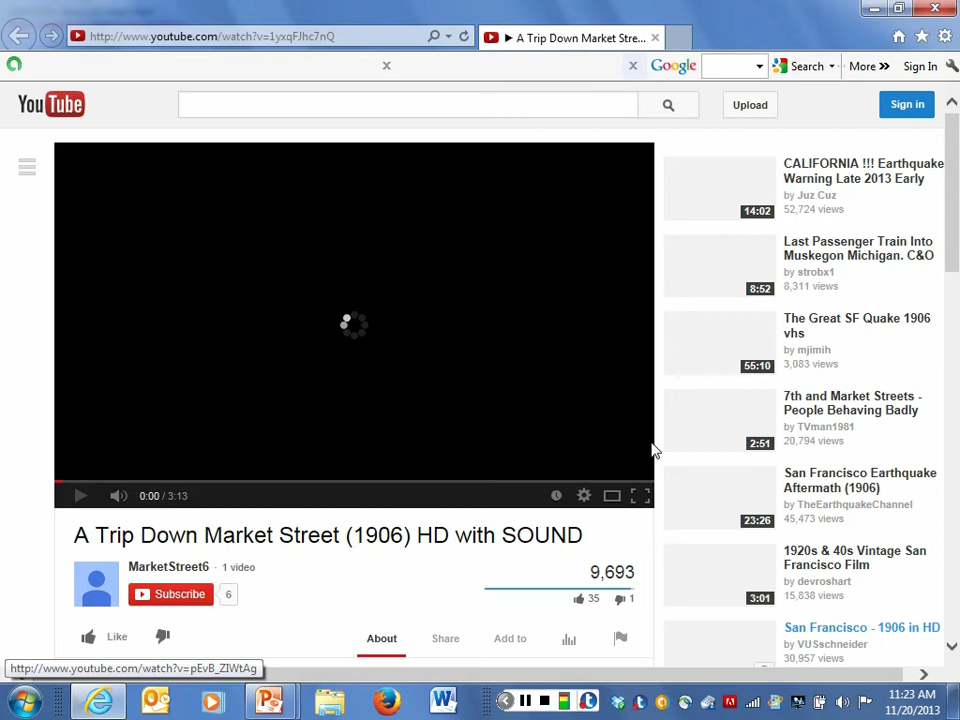 http://www.youtube.com/watch?v=1yxqFJhc7nQ
► A Trip Down Market Stre...
Google
Search
More »
Sign In
YouTube
Upload
Sign in
CALIFORNIA !!! Earthquake
Warning Late 2013 Early
by Juz Cuz
52,724 views
14:02
Last Passenger Train Into
Muskegon Michigan. C&O
by strobx1
8,311 views
8:52
The Great SF Quake 1906
vhs
by mjimih
3,083 views
55:10
7th and Market Streets -
People Behaving Badly
by TVman1981
20,794 views
2:51
San Francisco Earthquake
Aftermath (1906)
by TheEarthquakeChannel
45,473 views
23:26
1920s & 40s Vintage San
Francisco Film
by devroshart
15,838 views
3:01
San Francisco - 1906 in HD
by VUSschneider
30,957 views
0:00 / 3:13
A Trip Down Market Street (1906) HD with SOUND
MarketStreet6 · 1 video
Subscribe 6
9,693
35 1
Like
About
Share
Add to
http://www.youtube.com/watch?v=pEvB_ZIWtAg
11:23 AM
11/20/2013